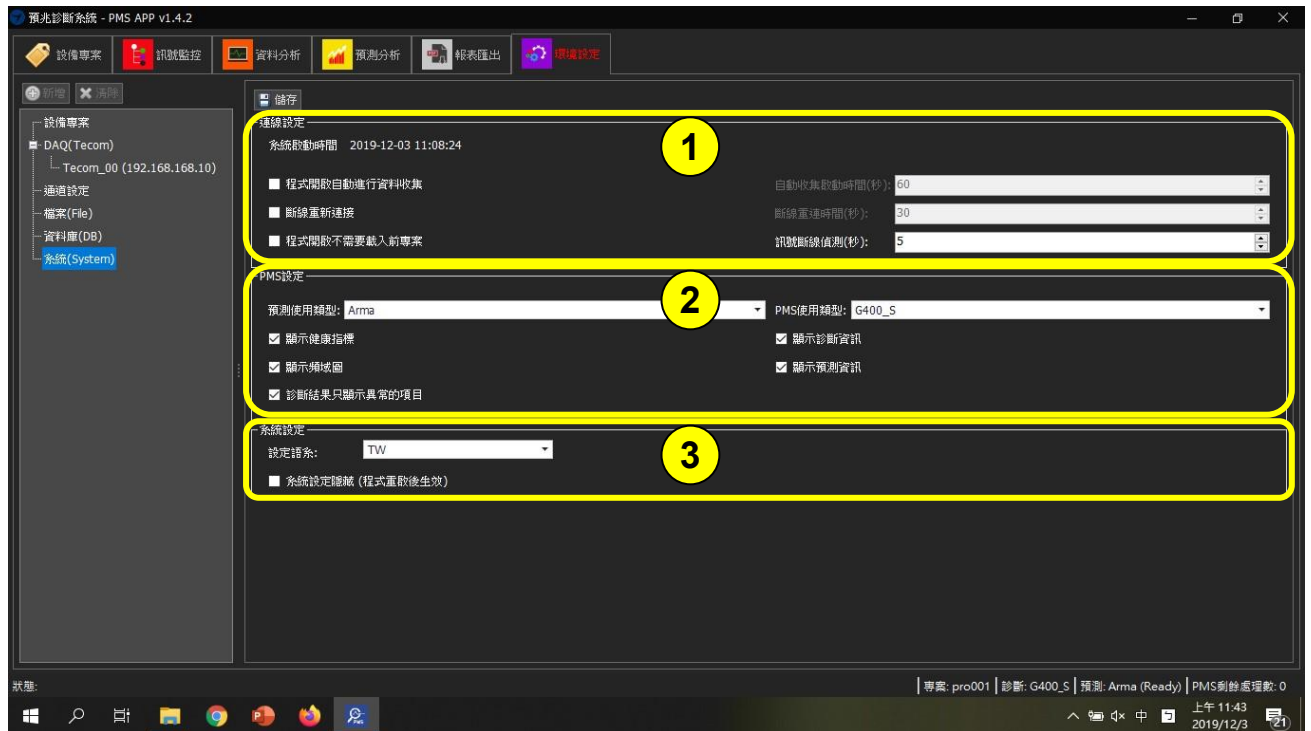 預兆診斷系統 - PMS APP v1.4.2
設備專案 訊號監控 資料分析 預測分析 報表匯出 環境設定
新增 清除
儲存
設備專案
DAQ(Tecom)
Tecom_00 (192.168.168.10)
通道設定
檔案(File)
資料庫(DB)
系統(System)
連線設定
1
系統啟動時間 2019-12-03 11:08:24
程式開啟自動進行資料收集 自動收集啟動時間(秒): 60
斷線重新連接 斷線重連時間(秒): 30
程式開啟不需要載入前專案 訊號斷線偵測(秒): 5
PMS設定
2
預測使用類型: Arma PMS使用類型: G400_S
顯示健康指標 顯示診斷資訊
顯示頻域圖 顯示預測資訊
診斷結果只顯示異常的項目
系統設定
3
設定語系: TW
系統設定隱藏 (程式重啟後生效)
狀態: 專案: pro001 診斷: G400_S 預測: Arma (Ready) PMS剩餘處理數: 0
中 上午 11:43
2019/12/3 21